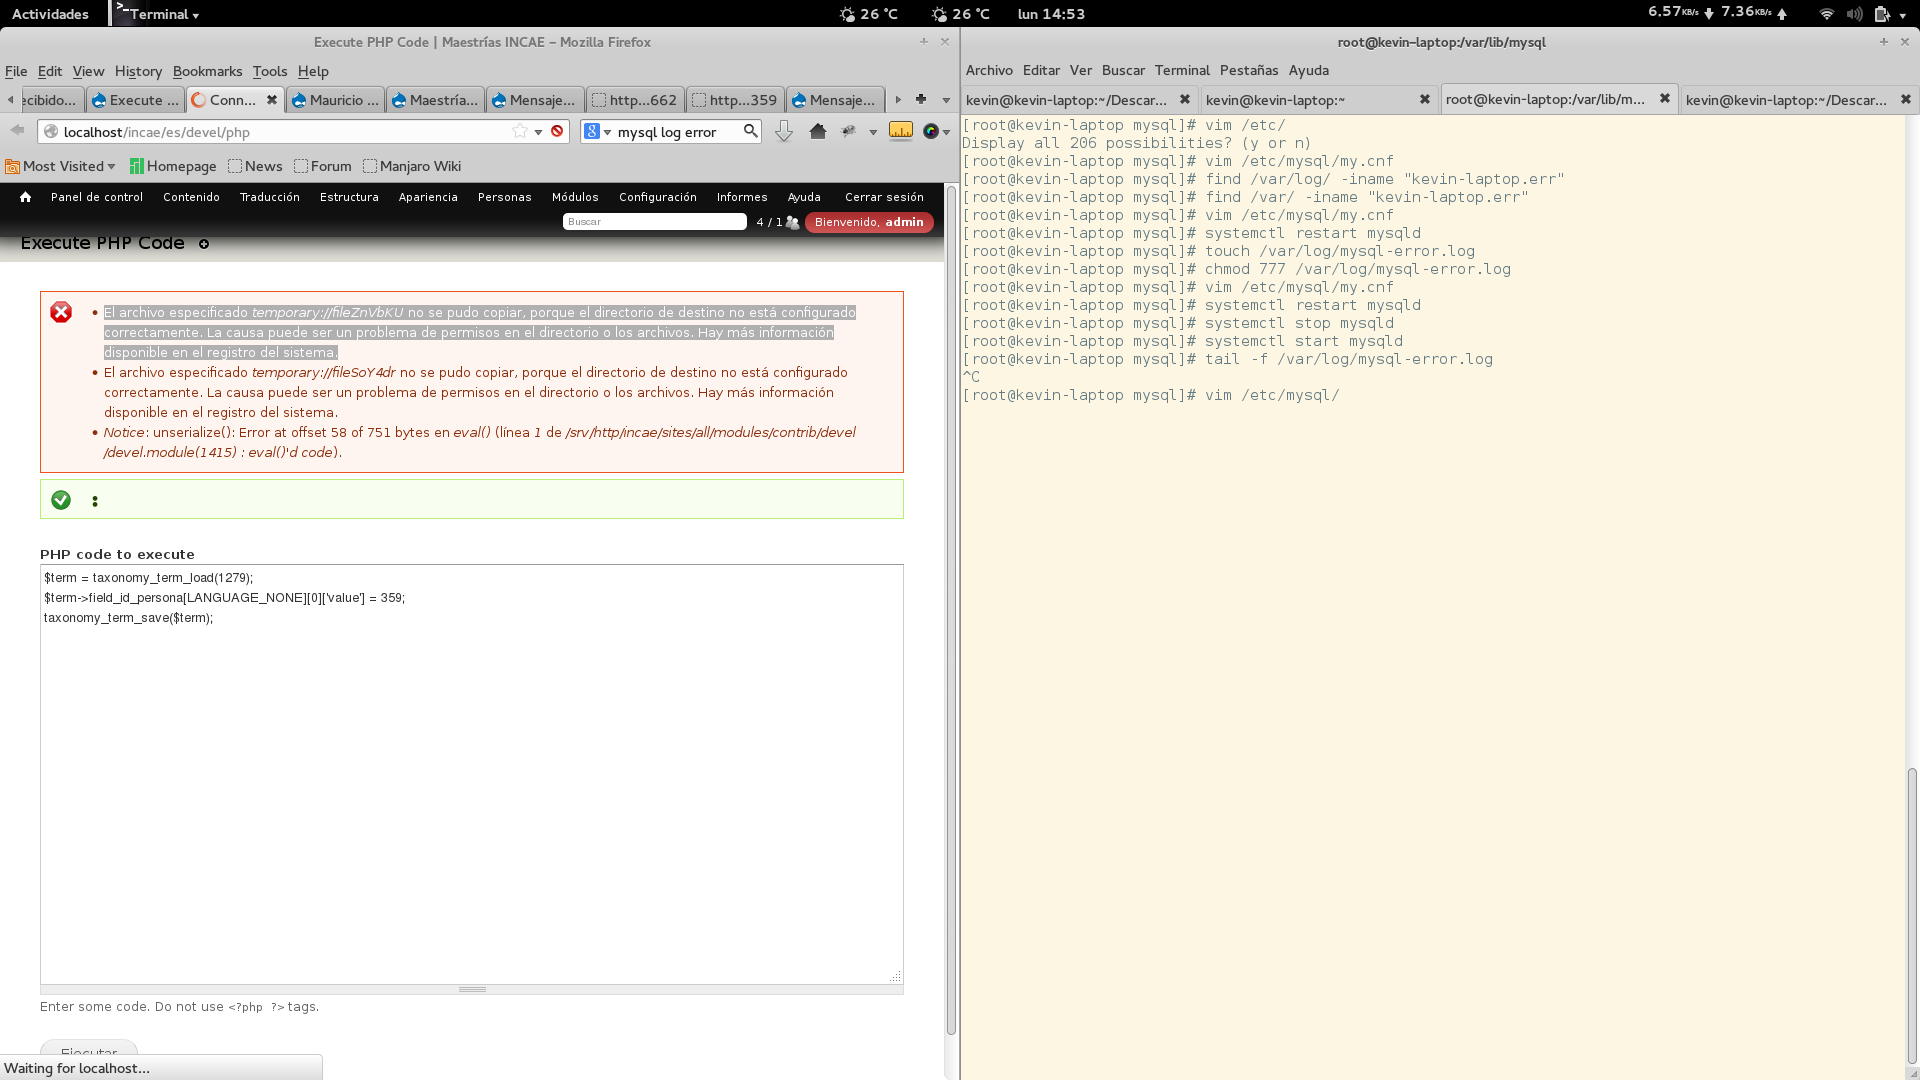 Actividades
Terminal
26 °C
26 °C
lun 14:53
6.57KB/s
7.36KB/s
Execute PHP Code | Maestrías INCAE – Mozilla Firefox
File Edit View History Bookmarks Tools Help
ecibido...
Execute ...
Conn...
Mauricio ...
Maestría...
Mensaje...
http...662
http...359
Mensaje...
localhost/incae/es/devel/php
mysql log error
Most Visited
Homepage
News
Forum
Manjaro Wiki
Panel de control Contenido Traducción Estructura Apariencia Personas Módulos Configuración Informes Ayuda Cerrar sesión
Buscar
4 / 1
Bienvenido, admin
Execute PHP Code
El archivo especificado temporary://fileZnVbKU no se pudo copiar, porque el directorio de destino no está configurado
correctamente. La causa puede ser un problema de permisos en el directorio o los archivos. Hay más información
disponible en el registro del sistema.
El archivo especificado temporary://fileSoY4dr no se pudo copiar, porque el directorio de destino no está configurado
correctamente. La causa puede ser un problema de permisos en el directorio o los archivos. Hay más información
disponible en el registro del sistema.
Notice: unserialize(): Error at offset 58 of 751 bytes en eval() (línea 1 de /srv/http/incae/sites/all/modules/contrib/devel
/devel.module(1415) : eval()'d code).
:
PHP code to execute
$term = taxonomy_term_load(1279);
$term->field_id_persona[LANGUAGE_NONE][0]['value'] = 359;
taxonomy_term_save($term);
Enter some code. Do not use <?php ?> tags.
Ejecutar
Waiting for localhost...
root@kevin-laptop:/var/lib/mysql
Archivo Editar Ver Buscar Terminal Pestañas Ayuda
kevin@kevin-laptop:~/Descar...
kevin@kevin-laptop:~
root@kevin-laptop:/var/lib/m...
kevin@kevin-laptop:~/Descar...
[root@kevin-laptop mysql]# vim /etc/
Display all 206 possibilities? (y or n)
[root@kevin-laptop mysql]# vim /etc/mysql/my.cnf
[root@kevin-laptop mysql]# find /var/log/ -iname "kevin-laptop.err"
[root@kevin-laptop mysql]# find /var/ -iname "kevin-laptop.err"
[root@kevin-laptop mysql]# vim /etc/mysql/my.cnf
[root@kevin-laptop mysql]# systemctl restart mysqld
[root@kevin-laptop mysql]# touch /var/log/mysql-error.log
[root@kevin-laptop mysql]# chmod 777 /var/log/mysql-error.log
[root@kevin-laptop mysql]# vim /etc/mysql/my.cnf
[root@kevin-laptop mysql]# systemctl restart mysqld
[root@kevin-laptop mysql]# systemctl stop mysqld
[root@kevin-laptop mysql]# systemctl start mysqld
[root@kevin-laptop mysql]# tail -f /var/log/mysql-error.log
^C
[root@kevin-laptop mysql]# vim /etc/mysql/